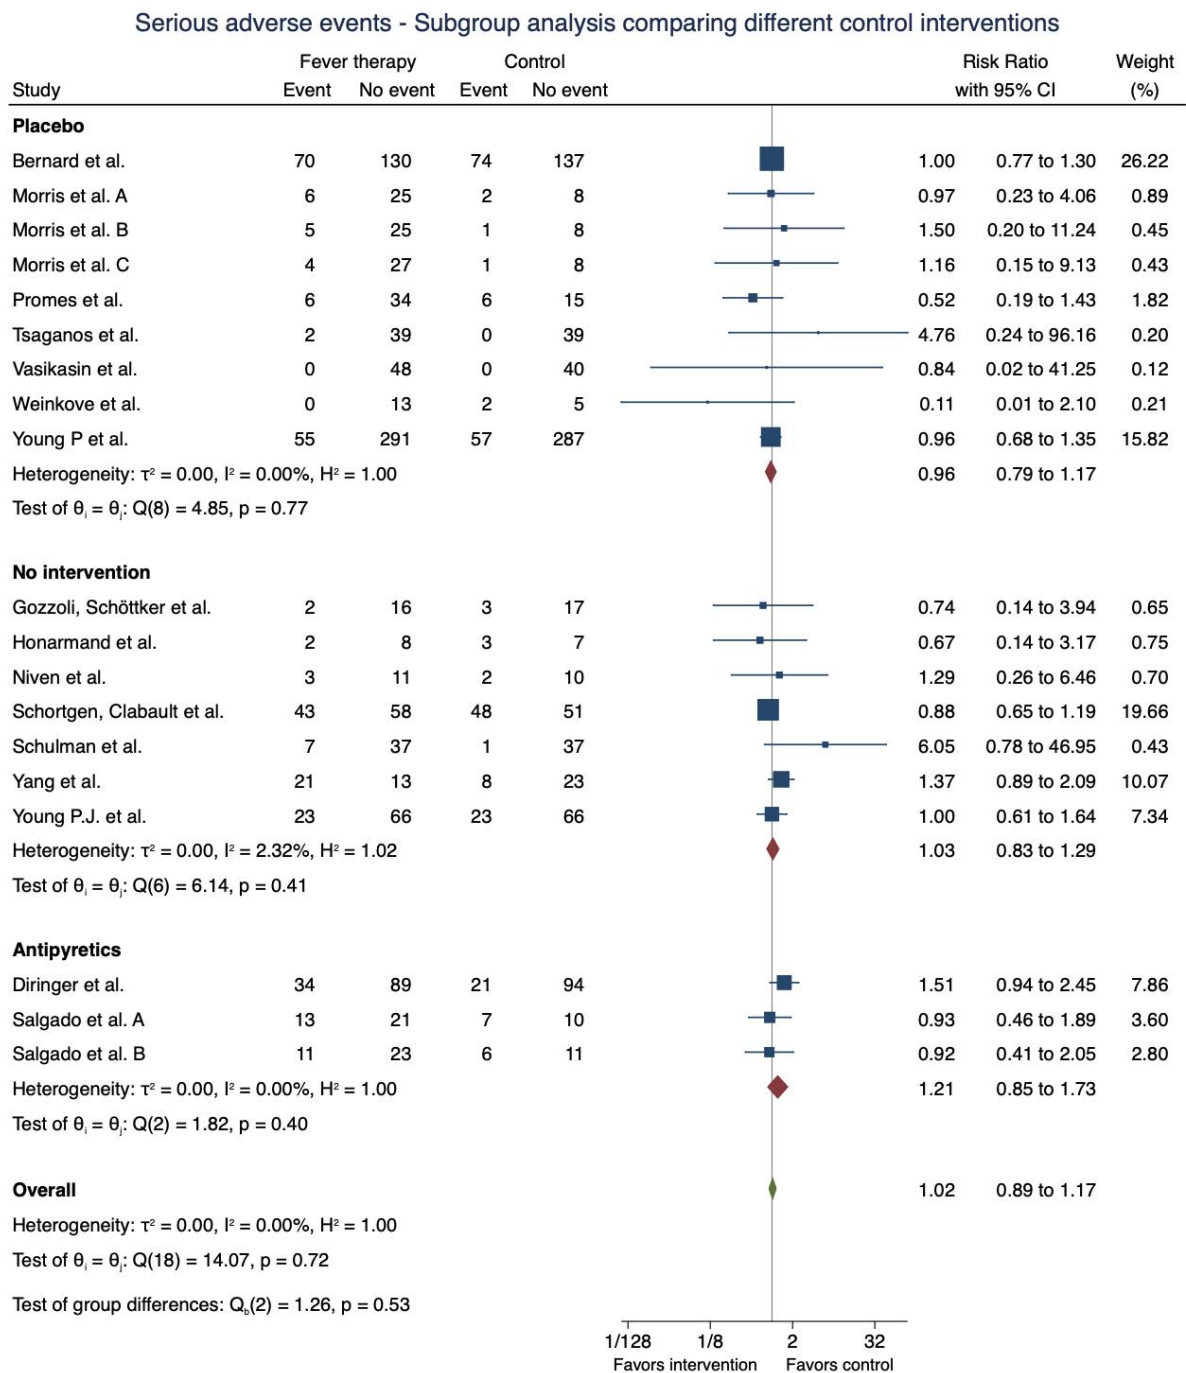 Serious adverse events - Subgroup analysis comparing different control interventions
Fever therapy Control Risk Ratio Weight
Study Event No event Event No event with 95% CI (%)
Placebo
Bernard et al. 70 130 74 137 1.00 0.77 to 1.30 26.22
Morris et al. A 6 25 2 8 0.97 0.23 to 4.06 0.89
Morris et al. B 5 25 1 8 1.50 0.20 to 11.24 0.45
Morris et al. C 4 27 1 8 1.16 0.15 to 9.13 0.43
Promes et al. 6 34 6 15 0.52 0.19 to 1.43 1.82
Tsaganos et al. 2 39 0 39 4.76 0.24 to 96.16 0.20
Vasikasin et al. 0 48 0 40 0.84 0.02 to 41.25 0.12
Weinkove et al. 0 13 2 5 0.11 0.01 to 2.10 0.21
Young P et al. 55 291 57 287 0.96 0.68 to 1.35 15.82
Heterogeneity: τ² = 0.00, I² = 0.00%, H² = 1.00 0.96 0.79 to 1.17
Test of θᵢ = θⱼ: Q(8) = 4.85, p = 0.77
No intervention
Gozzoli, Schöttker et al. 2 16 3 17 0.74 0.14 to 3.94 0.65
Honarmand et al. 2 8 3 7 0.67 0.14 to 3.17 0.75
Niven et al. 3 11 2 10 1.29 0.26 to 6.46 0.70
Schortgen, Clabault et al. 43 58 48 51 0.88 0.65 to 1.19 19.66
Schulman et al. 7 37 1 37 6.05 0.78 to 46.95 0.43
Yang et al. 21 13 8 23 1.37 0.89 to 2.09 10.07
Young P.J. et al. 23 66 23 66 1.00 0.61 to 1.64 7.34
Heterogeneity: τ² = 0.00, I² = 2.32%, H² = 1.02 1.03 0.83 to 1.29
Test of θᵢ = θⱼ: Q(6) = 6.14, p = 0.41
Antipyretics
Diringer et al. 34 89 21 94 1.51 0.94 to 2.45 7.86
Salgado et al. A 13 21 7 10 0.93 0.46 to 1.89 3.60
Salgado et al. B 11 23 6 11 0.92 0.41 to 2.05 2.80
Heterogeneity: τ² = 0.00, I² = 0.00%, H² = 1.00 1.21 0.85 to 1.73
Test of θᵢ = θⱼ: Q(2) = 1.82, p = 0.40
Overall 1.02 0.89 to 1.17
Heterogeneity: τ² = 0.00, I² = 0.00%, H² = 1.00
Test of θᵢ = θⱼ: Q(18) = 14.07, p = 0.72
Test of group differences: Q_b(2) = 1.26, p = 0.53
1/128 1/8 2 32
Favors intervention Favors control